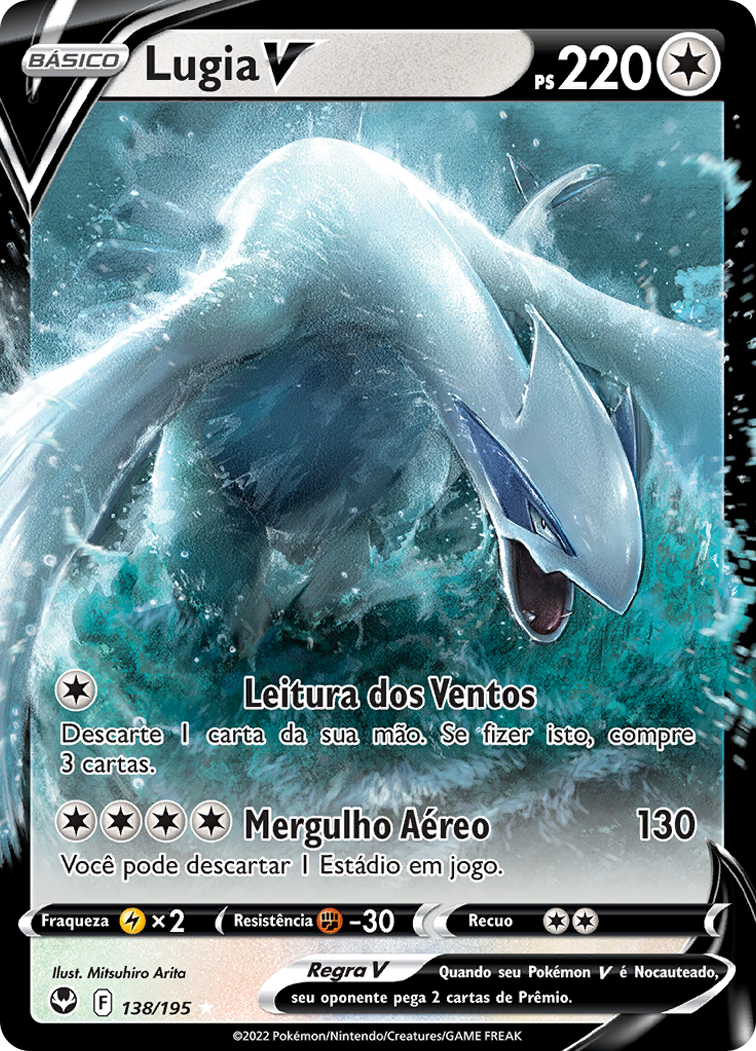 BÁSICO
Lugia V
PS 220
Leitura dos Ventos
Descarte 1 carta da sua mão. Se fizer isto, compre
3 cartas.
Mergulho Aéreo 130
Você pode descartar 1 Estádio em jogo.
Fraqueza ×2 Resistência -30 Recuo
Ilust. Mitsuhiro Arita
Regra V Quando seu Pokémon V é Nocauteado,
seu oponente pega 2 cartas de Prêmio.
F 138/195
©2022 Pokémon/Nintendo/Creatures/GAME FREAK